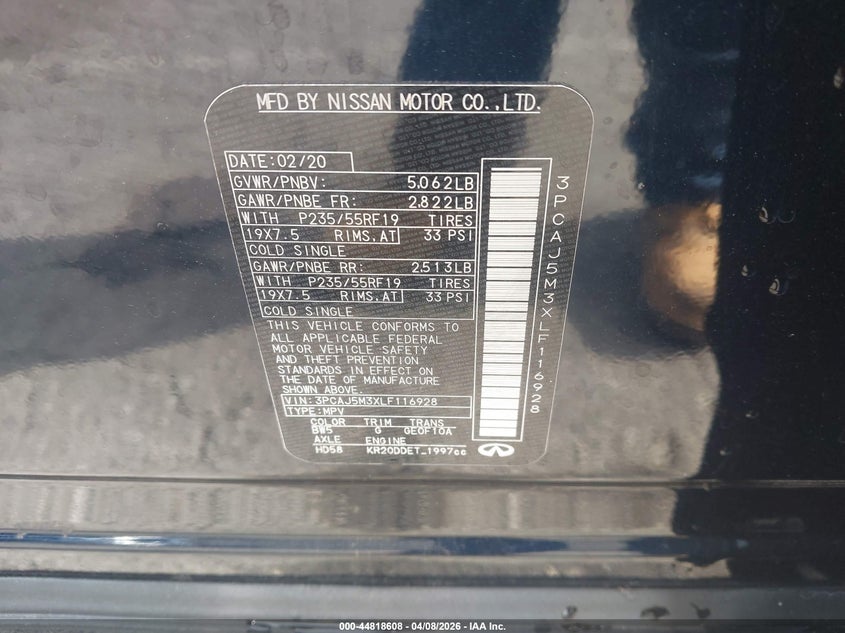 MFD BY NISSAN MOTOR CO.,LTD.
DATE:02/20
GVWR/PNBV: 5.062LB
GAWR/PNBE FR: 2.822LB
WITH P235/55RF19 TIRES
19X7.5 RIMS.AT 33 PSI
COLD SINGLE
GAWR/PNBE RR: 2.513LB
WITH P235/55RF19 TIRES
19X7.5 RIMS.AT 33 PSI
COLD SINGLE
THIS VEHICLE CONFORMS TO
ALL APPLICABLE FEDERAL
MOTOR VEHICLE SAFETY
AND THEFT PREVENTION
STANDARDS IN EFFECT ON
THE DATE OF MANUFACTURE
SHOWN ABOVE.
VIN:3PCAJ5M3XLF116928
TYPE:MPV
COLOR TRIM TRANS
BW5 G GE0F10A
AXLE ENGINE
HD58 KR20DDET_1997cc
3PCAJ5M3XLF116928
000-44818608 - 04/08/2026 - IAA Inc.